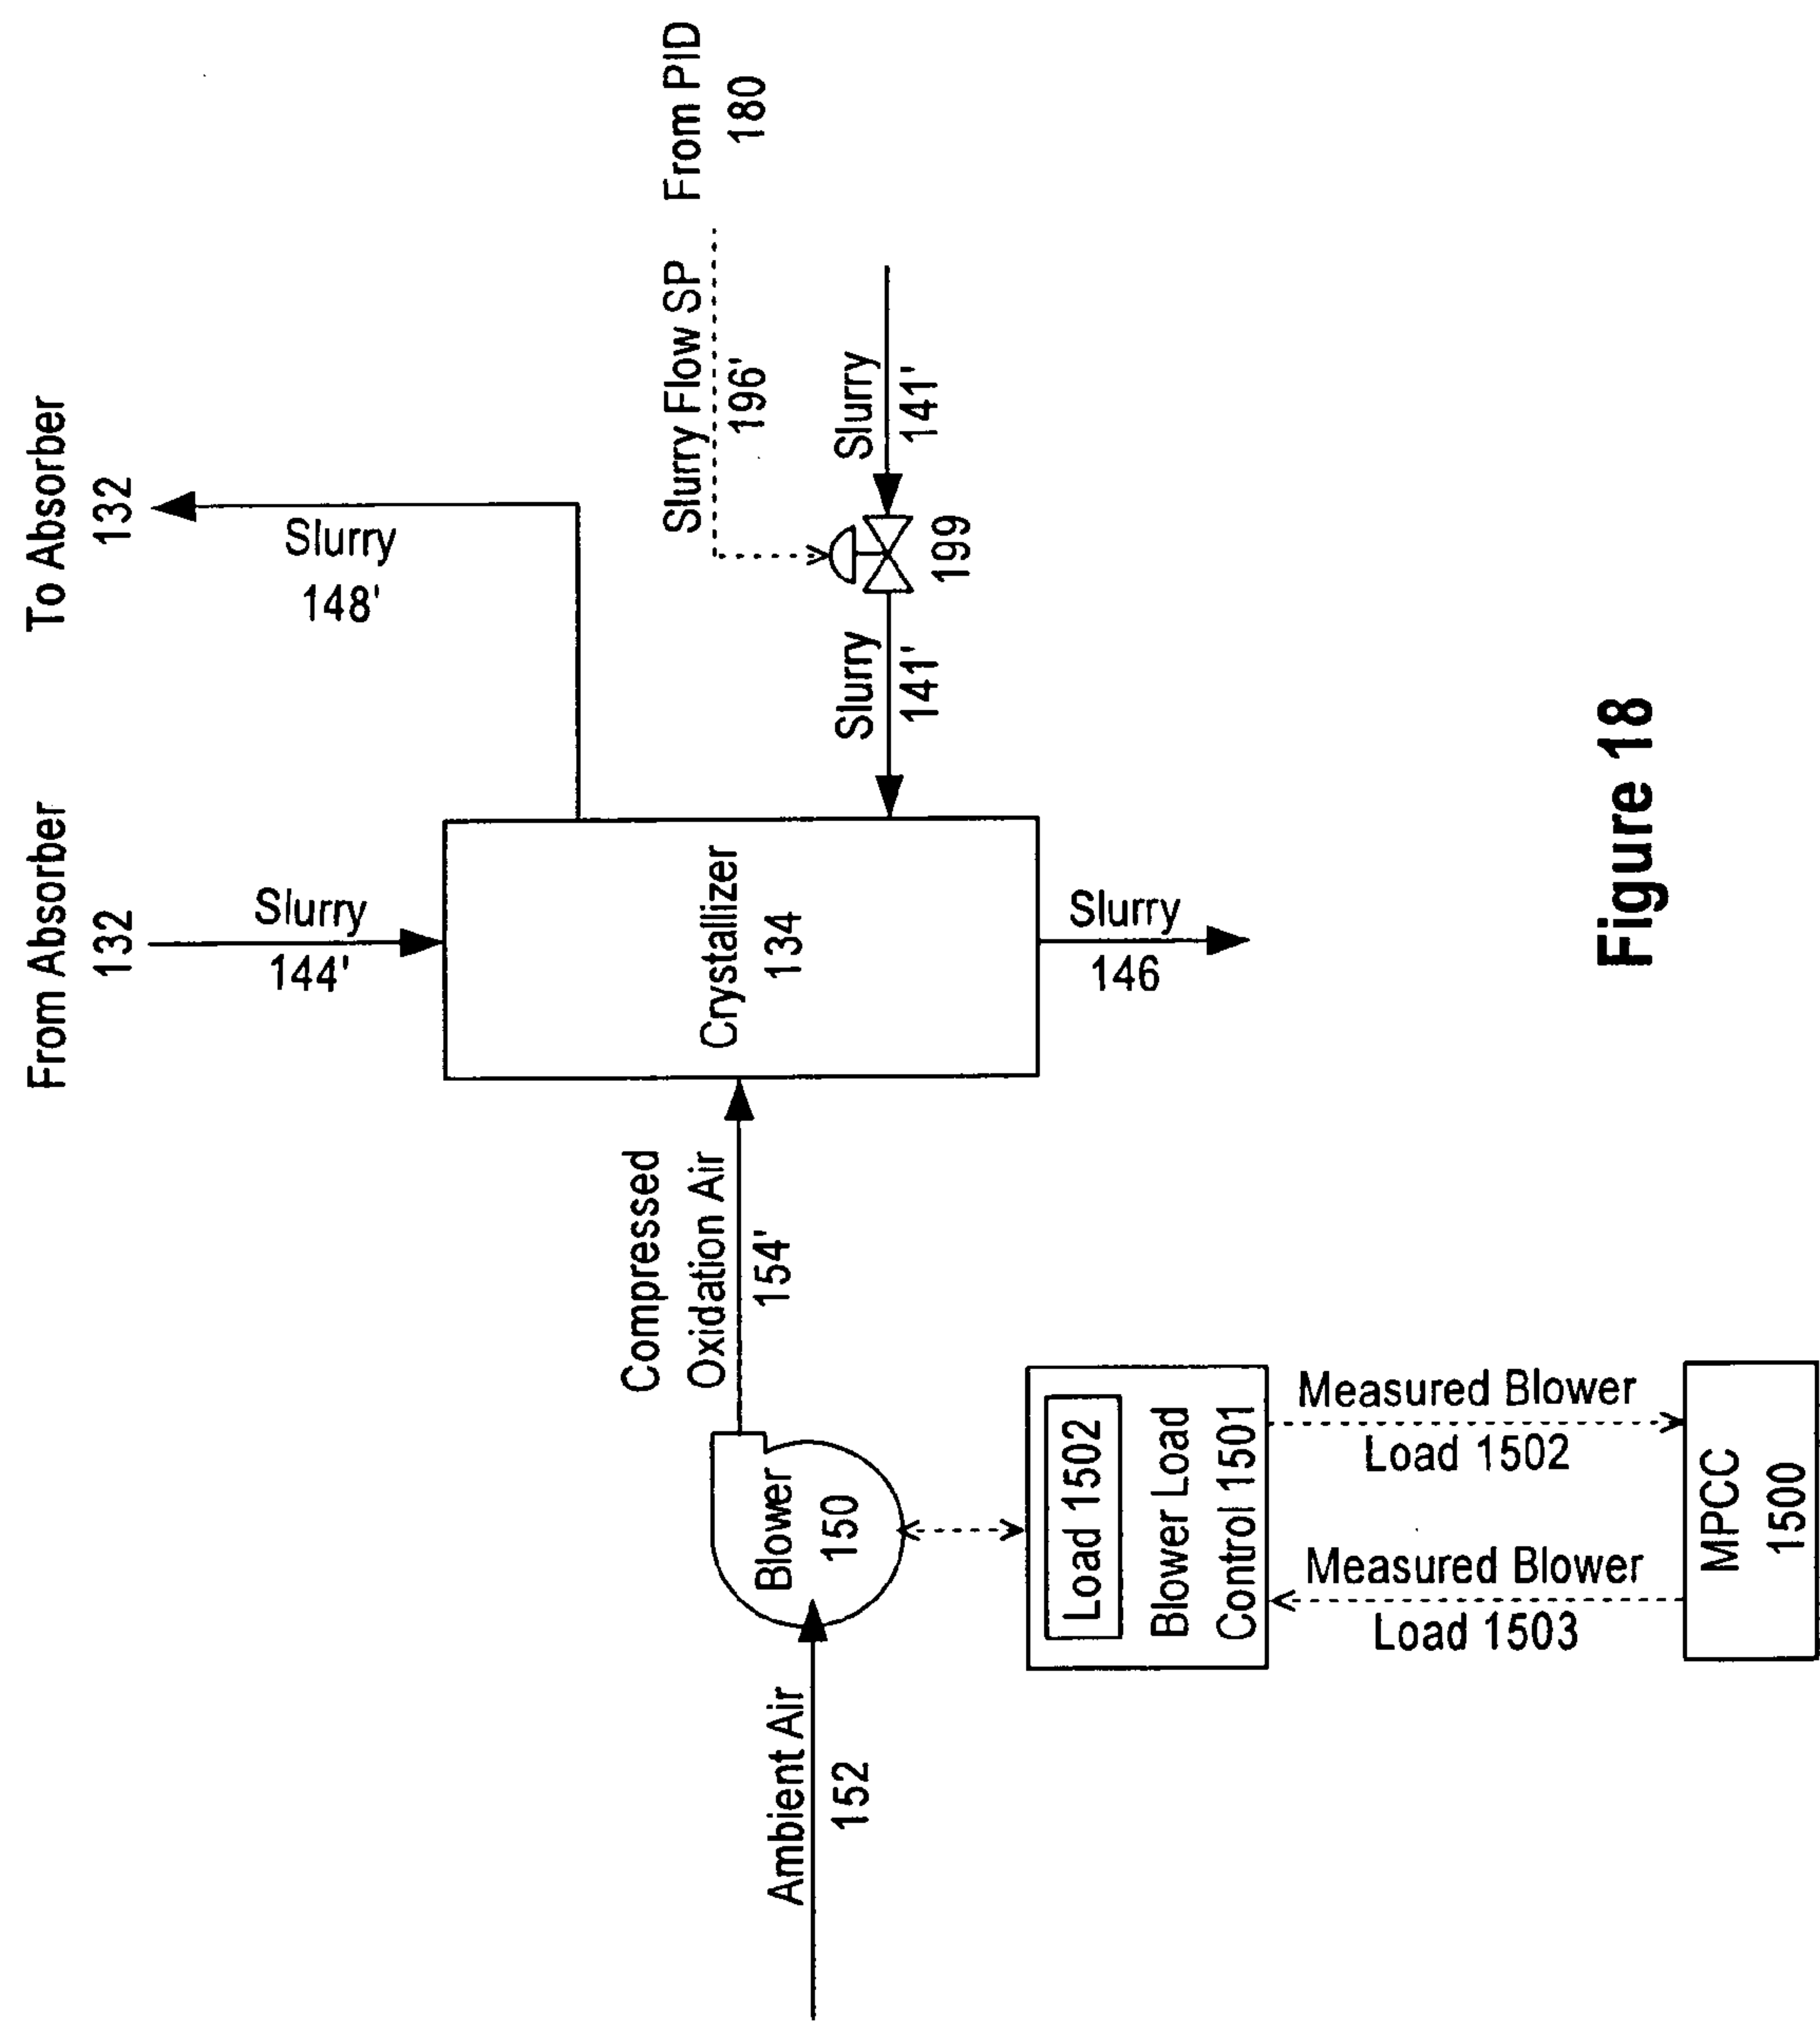 From Absorber
132
To Absorber
132
Slurry
144'
Slurry
148'
Slurry Flow SP
196'
From PID
180
Compressed
Oxidation Air
154'
Crystallizer
134
Slurry
141'
Slurry
141'
199
Ambient Air
152
Blower
150
Slurry
146
Load 1502
Blower Load
Control 1501
Measured Blower
Load 1503
Measured Blower
Load 1502
MPCC
1500
Figure 18